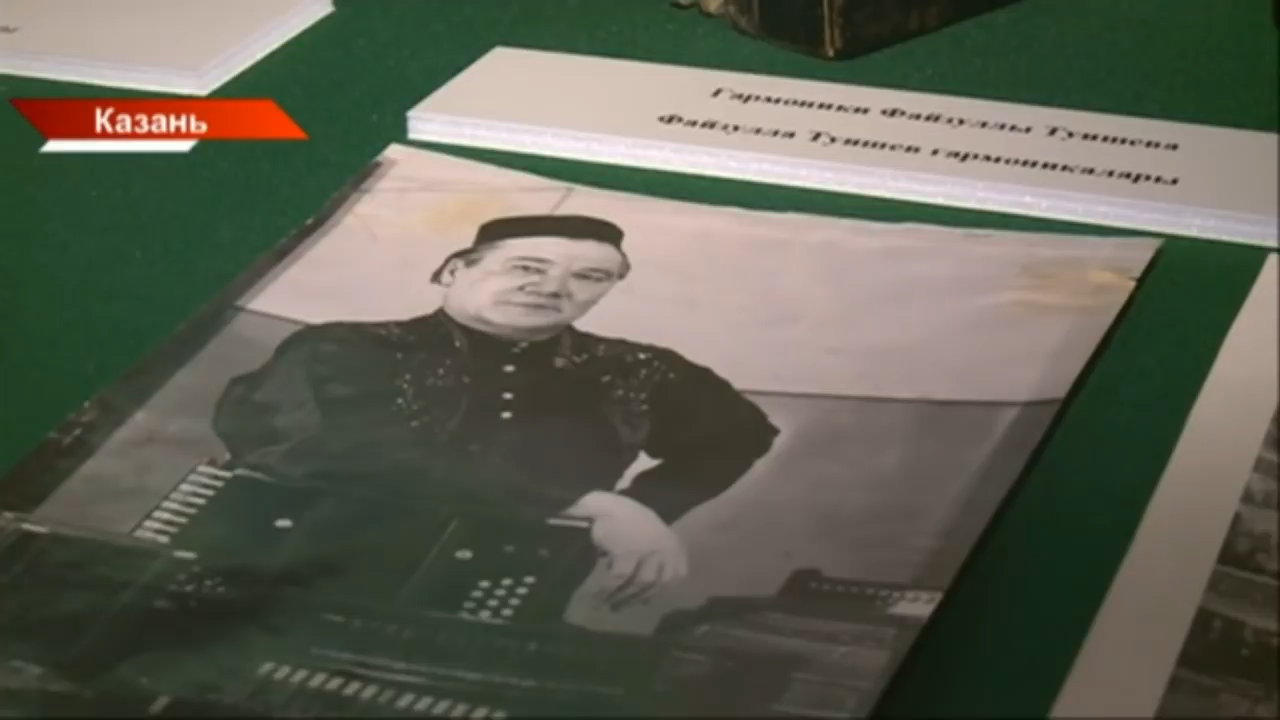 Казань
Гармоники Файзуллы Туишева
Файзулла Туишев гармоникалары